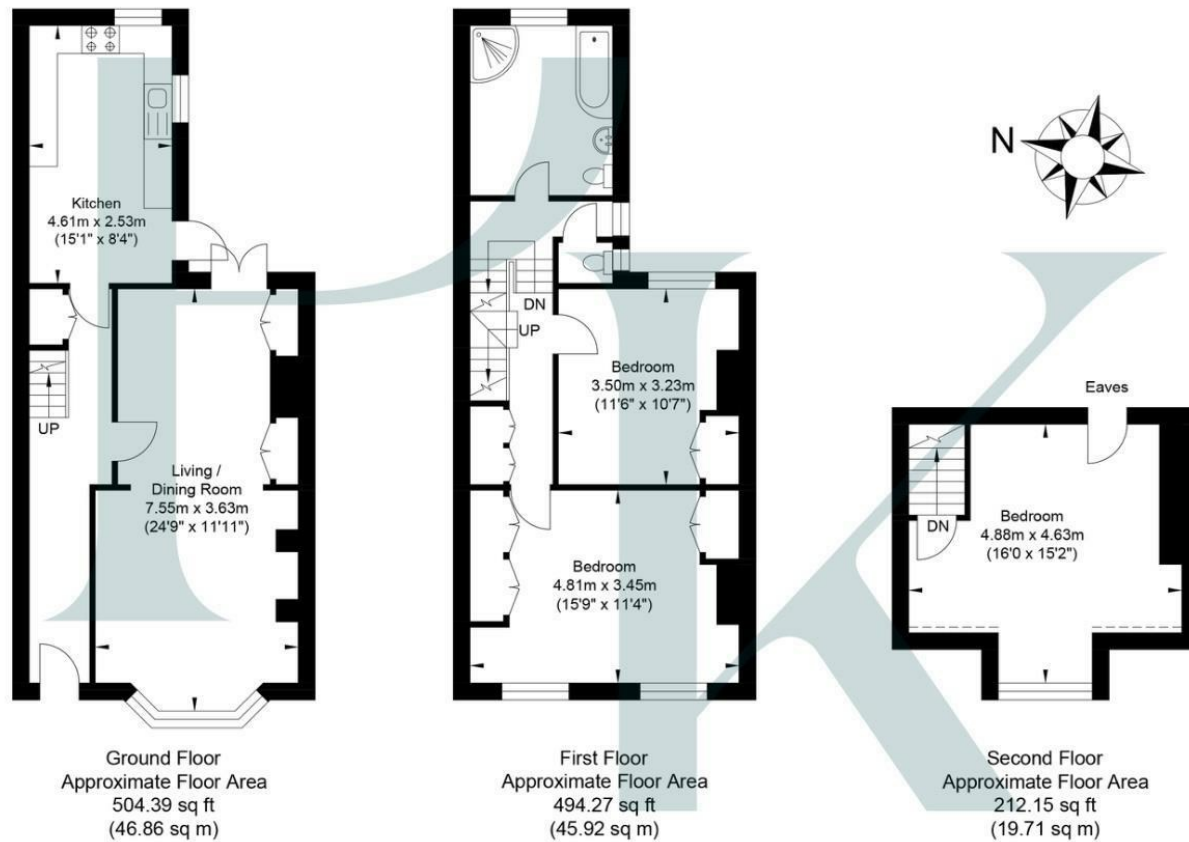 Kitchen
4.61m x 2.53m
(15'1" x 8'4")
UP
Living /
Dining Room
7.55m x 3.63m
(24'9" x 11'11")
Ground Floor
Approximate Floor Area
504.39 sq ft
(46.86 sq m)
DN
UP
Bedroom
3.50m x 3.23m
(11'6" x 10'7")
Bedroom
4.81m x 3.45m
(15'9" x 11'4")
First Floor
Approximate Floor Area
494.27 sq ft
(45.92 sq m)
N
Eaves
DN
Bedroom
4.88m x 4.63m
(16'0 x 15'2")
Second Floor
Approximate Floor Area
212.15 sq ft
(19.71 sq m)